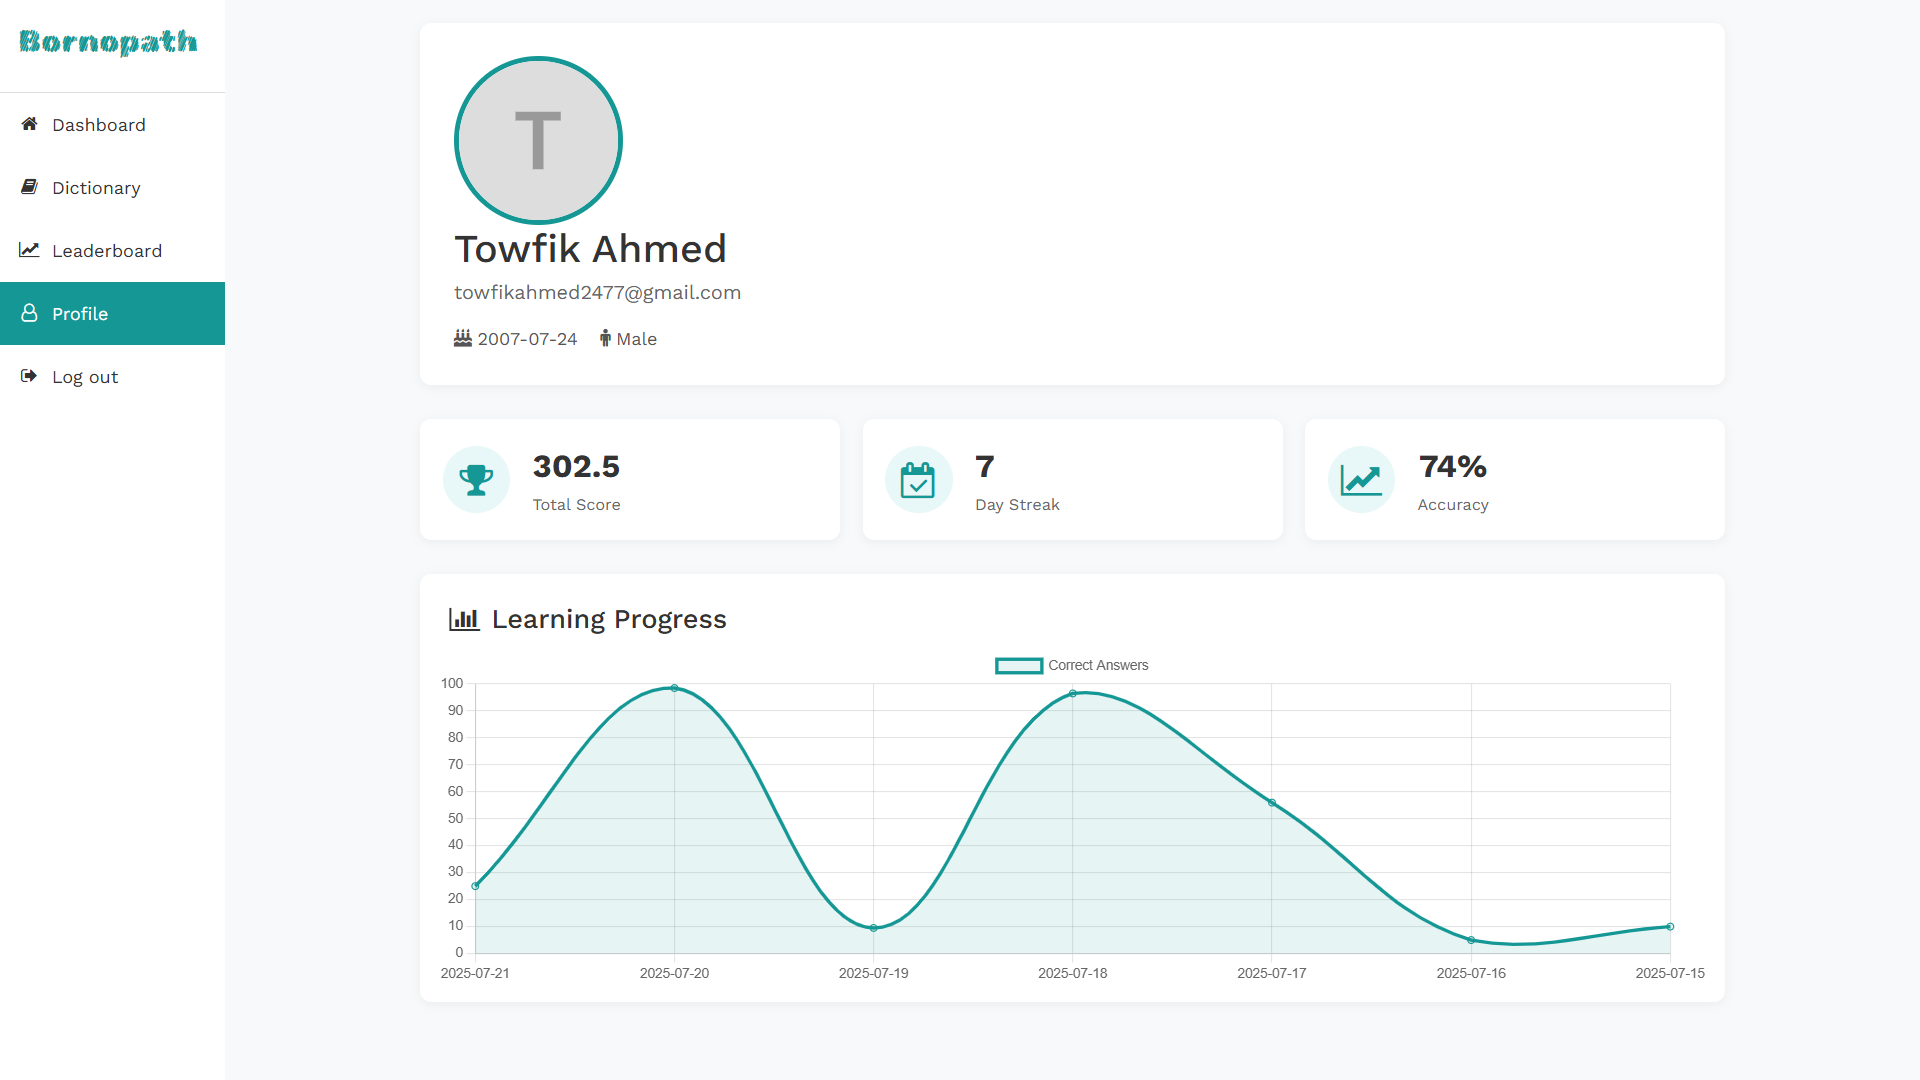 Bornopath
Dashboard
Dictionary
Leaderboard
Profile
Log out
T
Towfik Ahmed
towfikahmed2477@gmail.com
2007-07-24 Male
302.5
Total Score
7
Day Streak
74%
Accuracy
Learning Progress
Correct Answers
100
90
80
70
60
50
40
30
20
10
0
2025-07-21 2025-07-20 2025-07-19 2025-07-18 2025-07-17 2025-07-16 2025-07-15